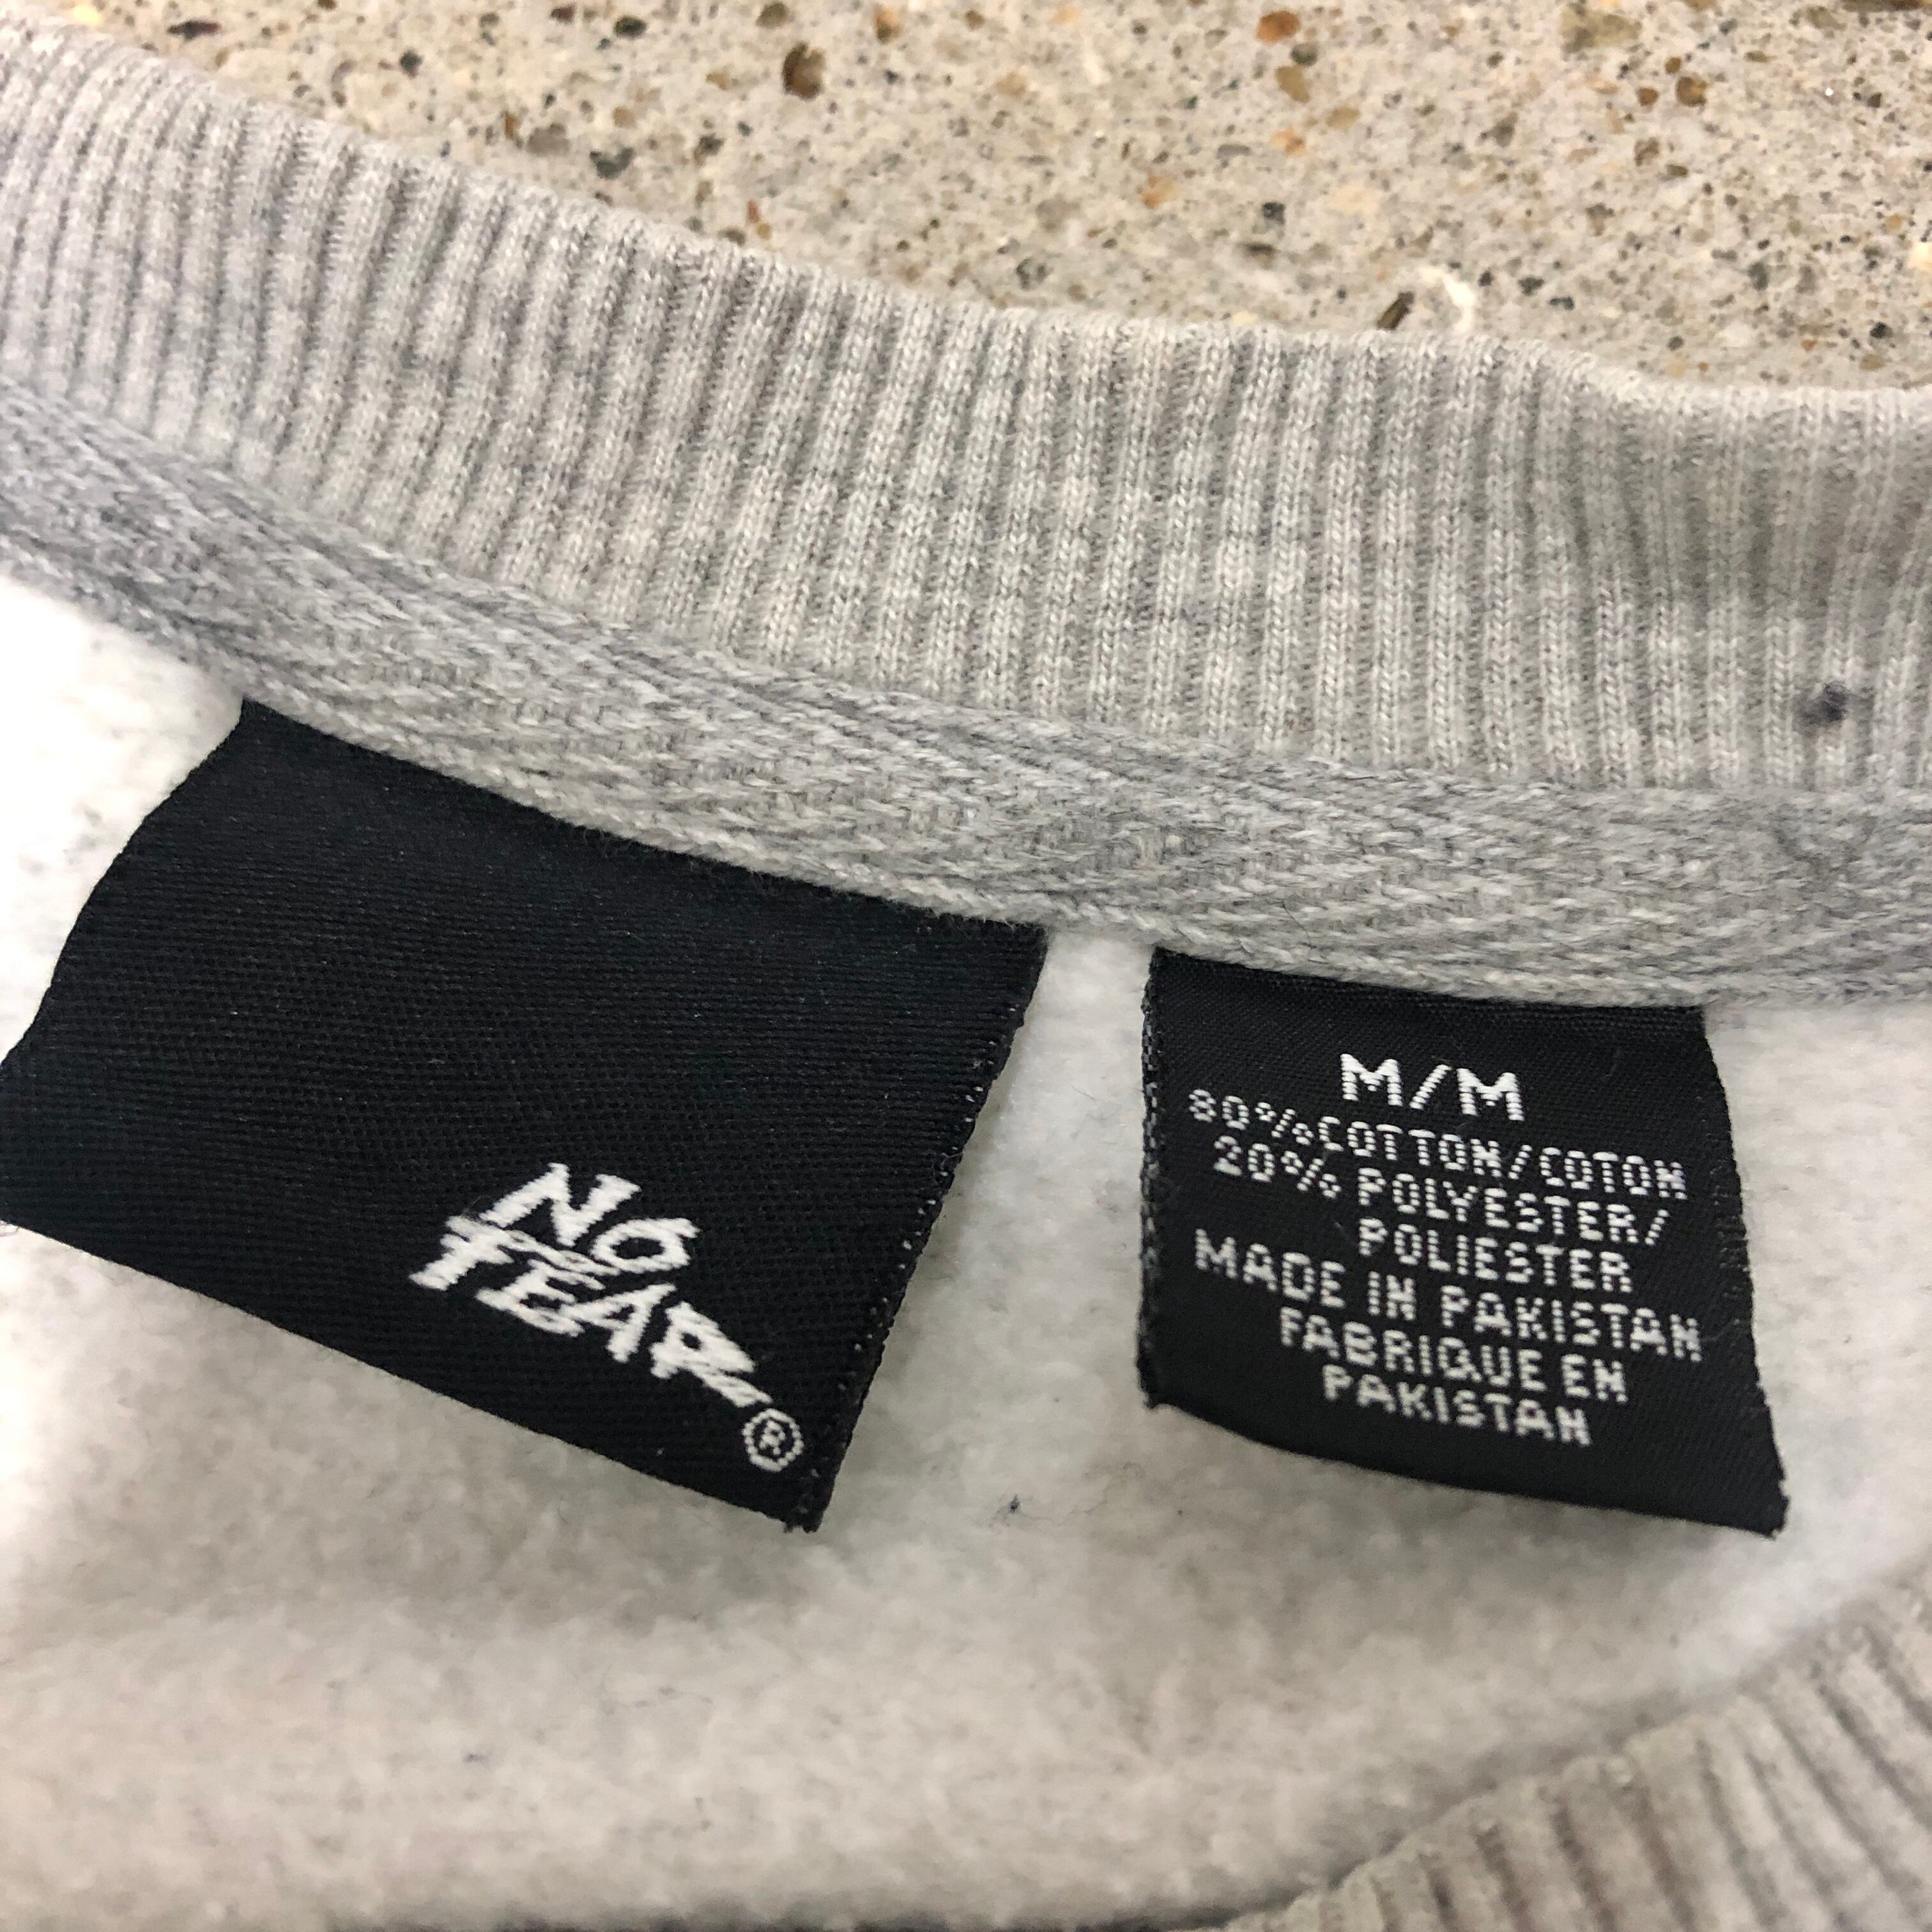 NO
FEAR
®
M/M
80%COTTON/COTON
20% POLYESTER/
POLIESTER
MADE IN PAKISTAN
FABRIQUE EN
PAKISTAN